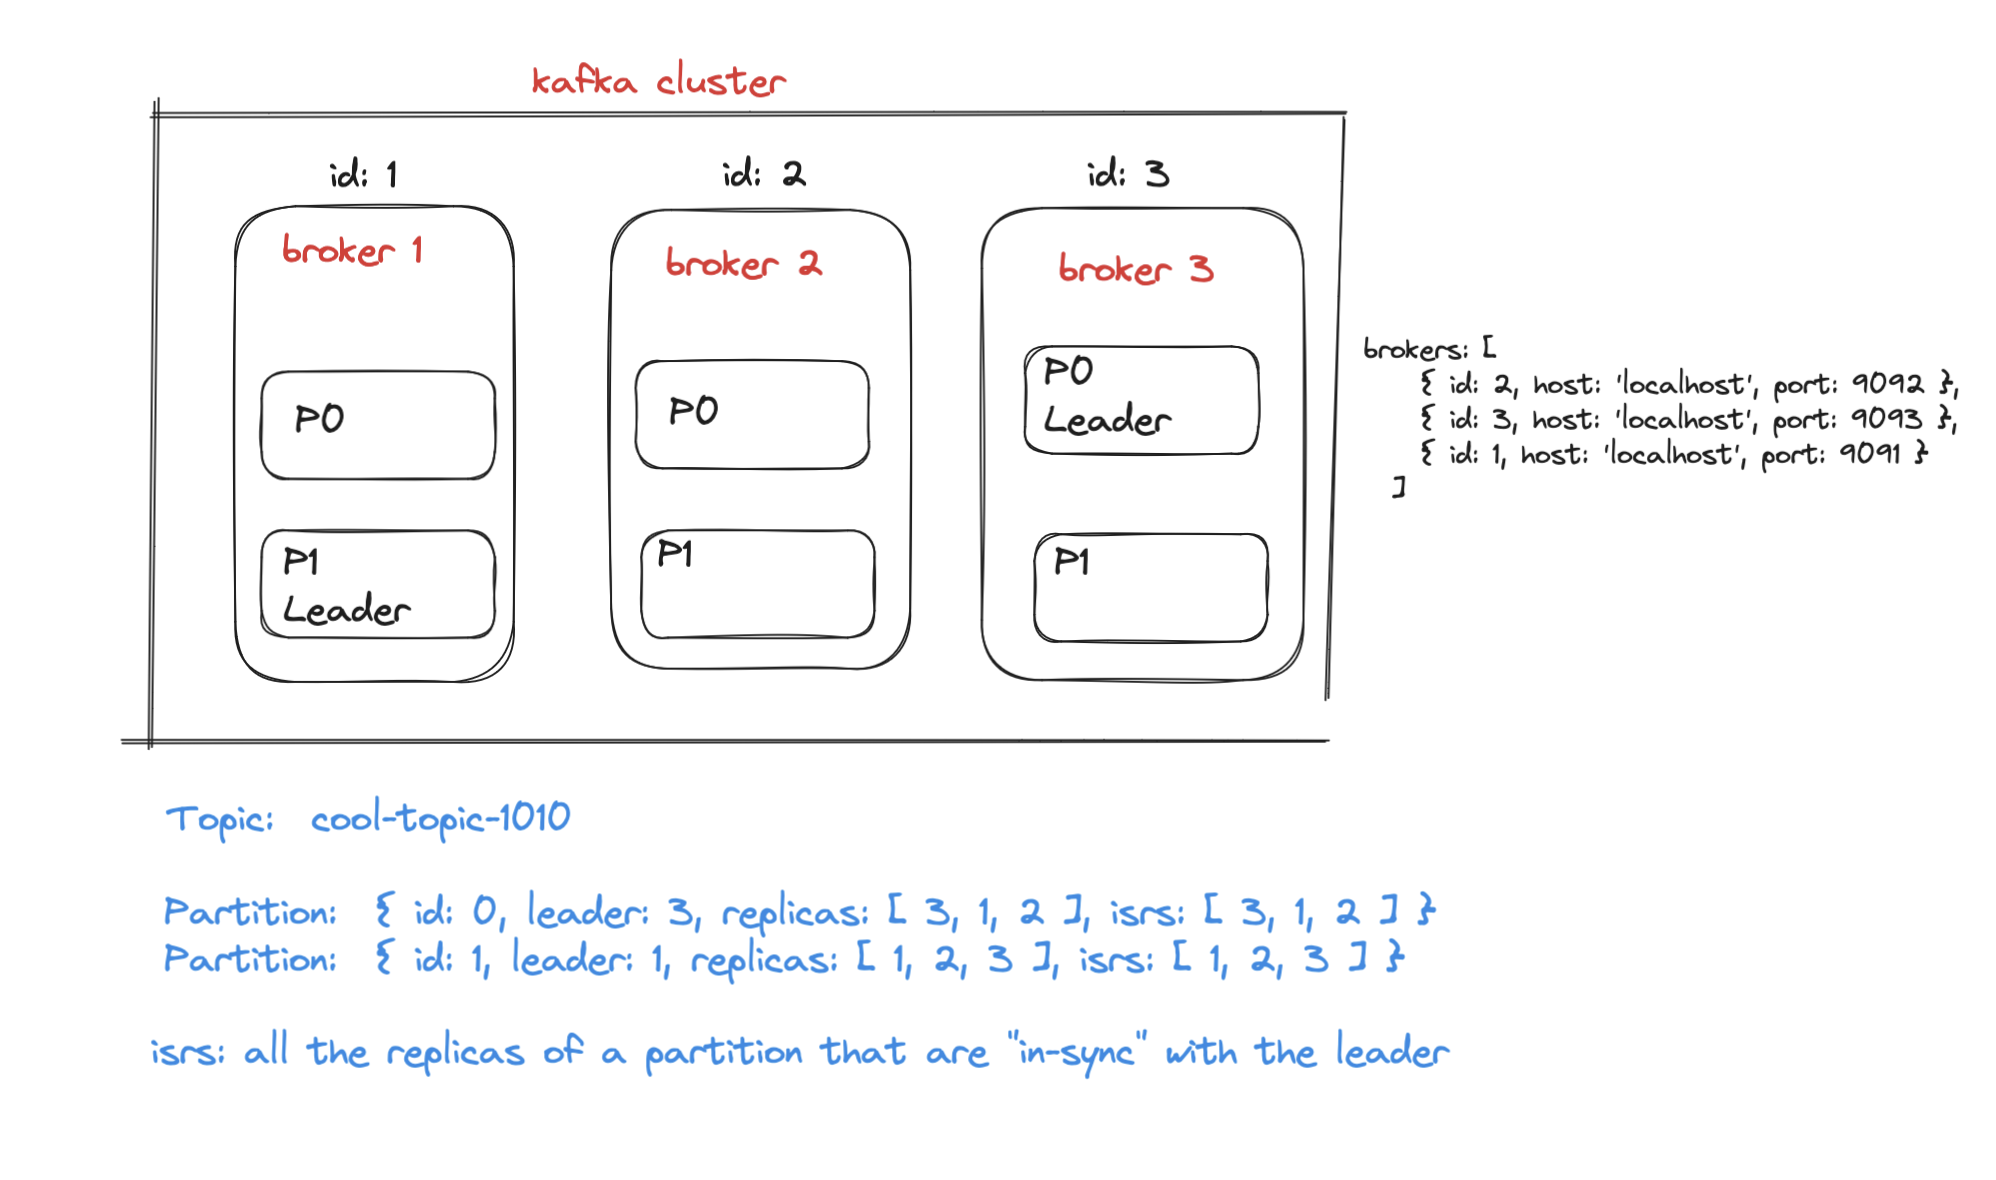 kafka cluster
id: 1
id: 2
id: 3
broker 1
broker 2
broker 3
P0
P0
P0
Leader
P1
Leader
P1
P1
brokers: [
{ id: 2, host: 'localhost', port: 9092 },
{ id: 3, host: 'localhost', port: 9093 },
{ id: 1, host: 'localhost', port: 9091 }
]
Topic: cool-topic-1010
Partition: { id: 0, leader: 3, replicas: [ 3, 1, 2 ], isrs: [ 3, 1, 2 ] }
Partition: { id: 1, leader: 1, replicas: [ 1, 2, 3 ], isrs: [ 1, 2, 3 ] }
isrs: all the replicas of a partition that are "in-sync" with the leader